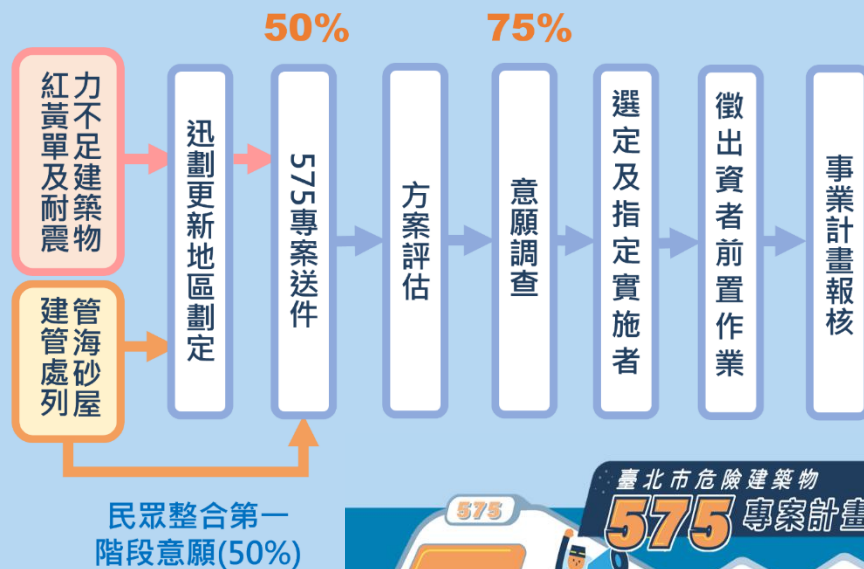 50%
75%
紅黃單及耐震
力不足建築物
建管處列
管海砂屋
迅劃更新地區劃定
575專案送件
方案評估
意願調查
選定及指定實施者
徵出資者前置作業
事業計畫報核
民眾整合第一
階段意願(50%)
575
臺北市危險建築物
575 專案計畫